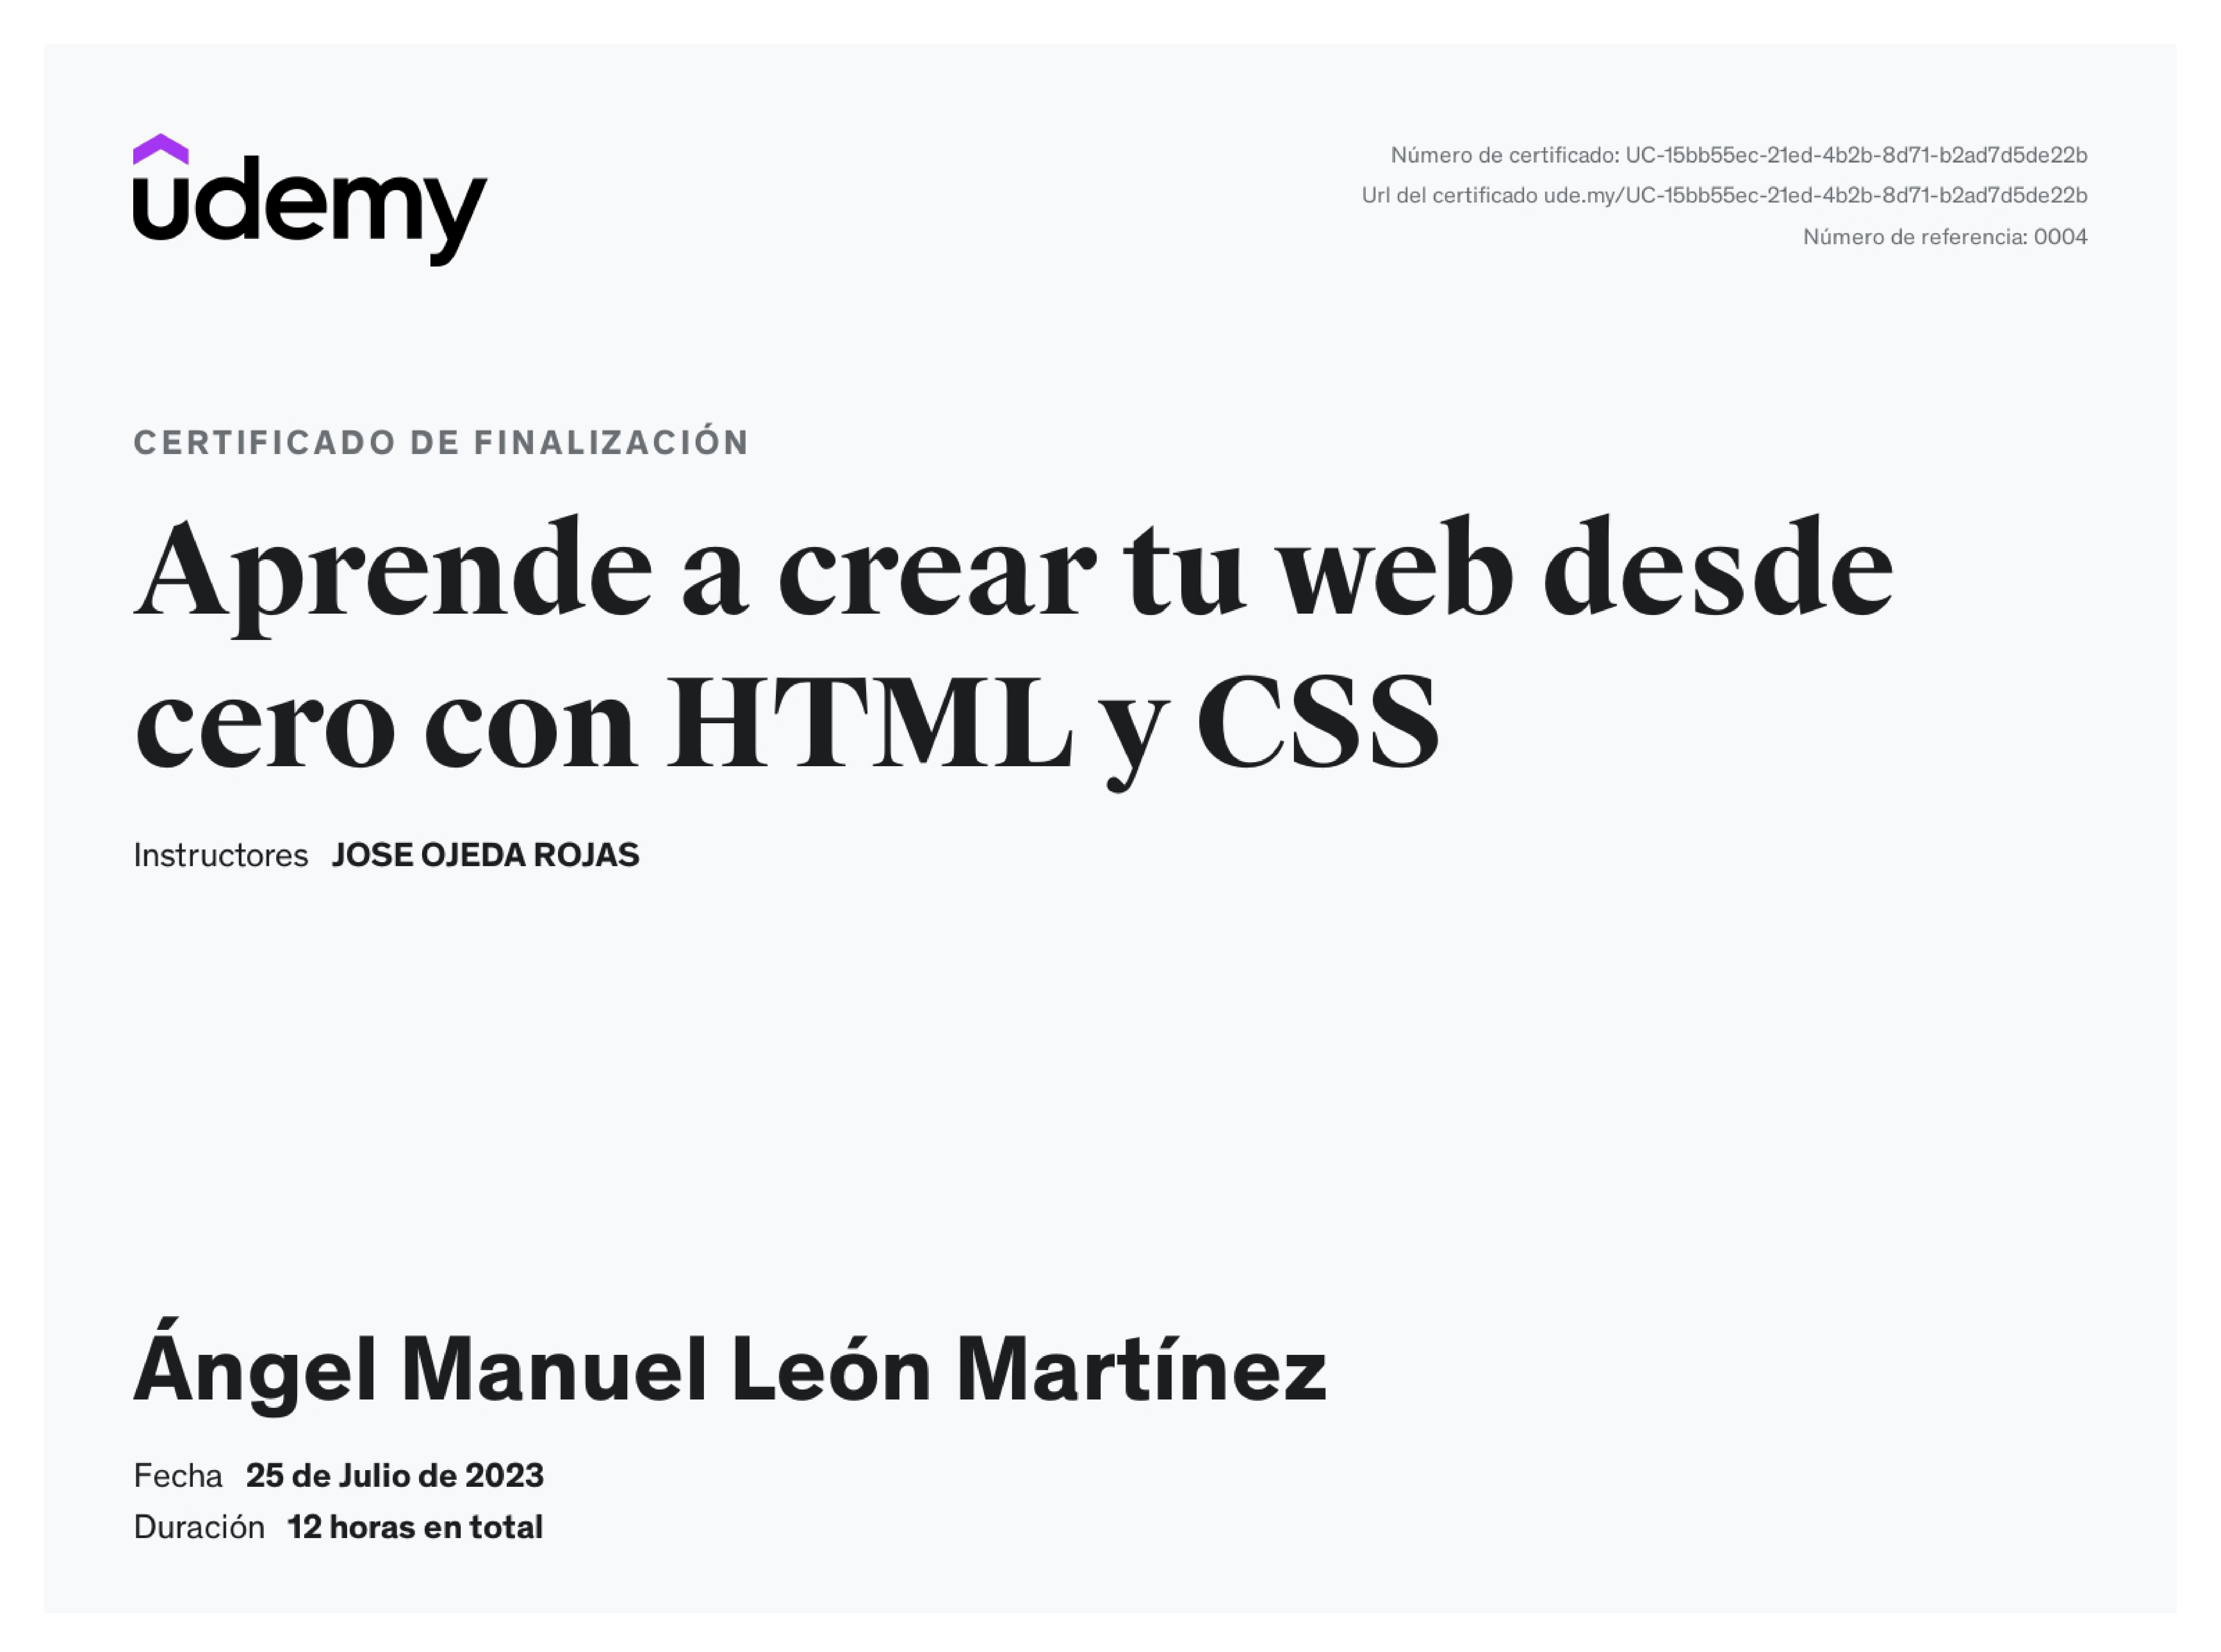 udemy
Número de certificado: UC-15bb55ec-21ed-4b2b-8d71-b2ad7d5de22b
Url del certificado ude.my/UC-15bb55ec-21ed-4b2b-8d71-b2ad7d5de22b
Número de referencia: 0004
CERTIFICADO DE FINALIZACIÓN
Aprende a crear tu web desde
cero con HTML y CSS
Instructores JOSE OJEDA ROJAS
Ángel Manuel León Martínez
Fecha 25 de Julio de 2023
Duración 12 horas en total